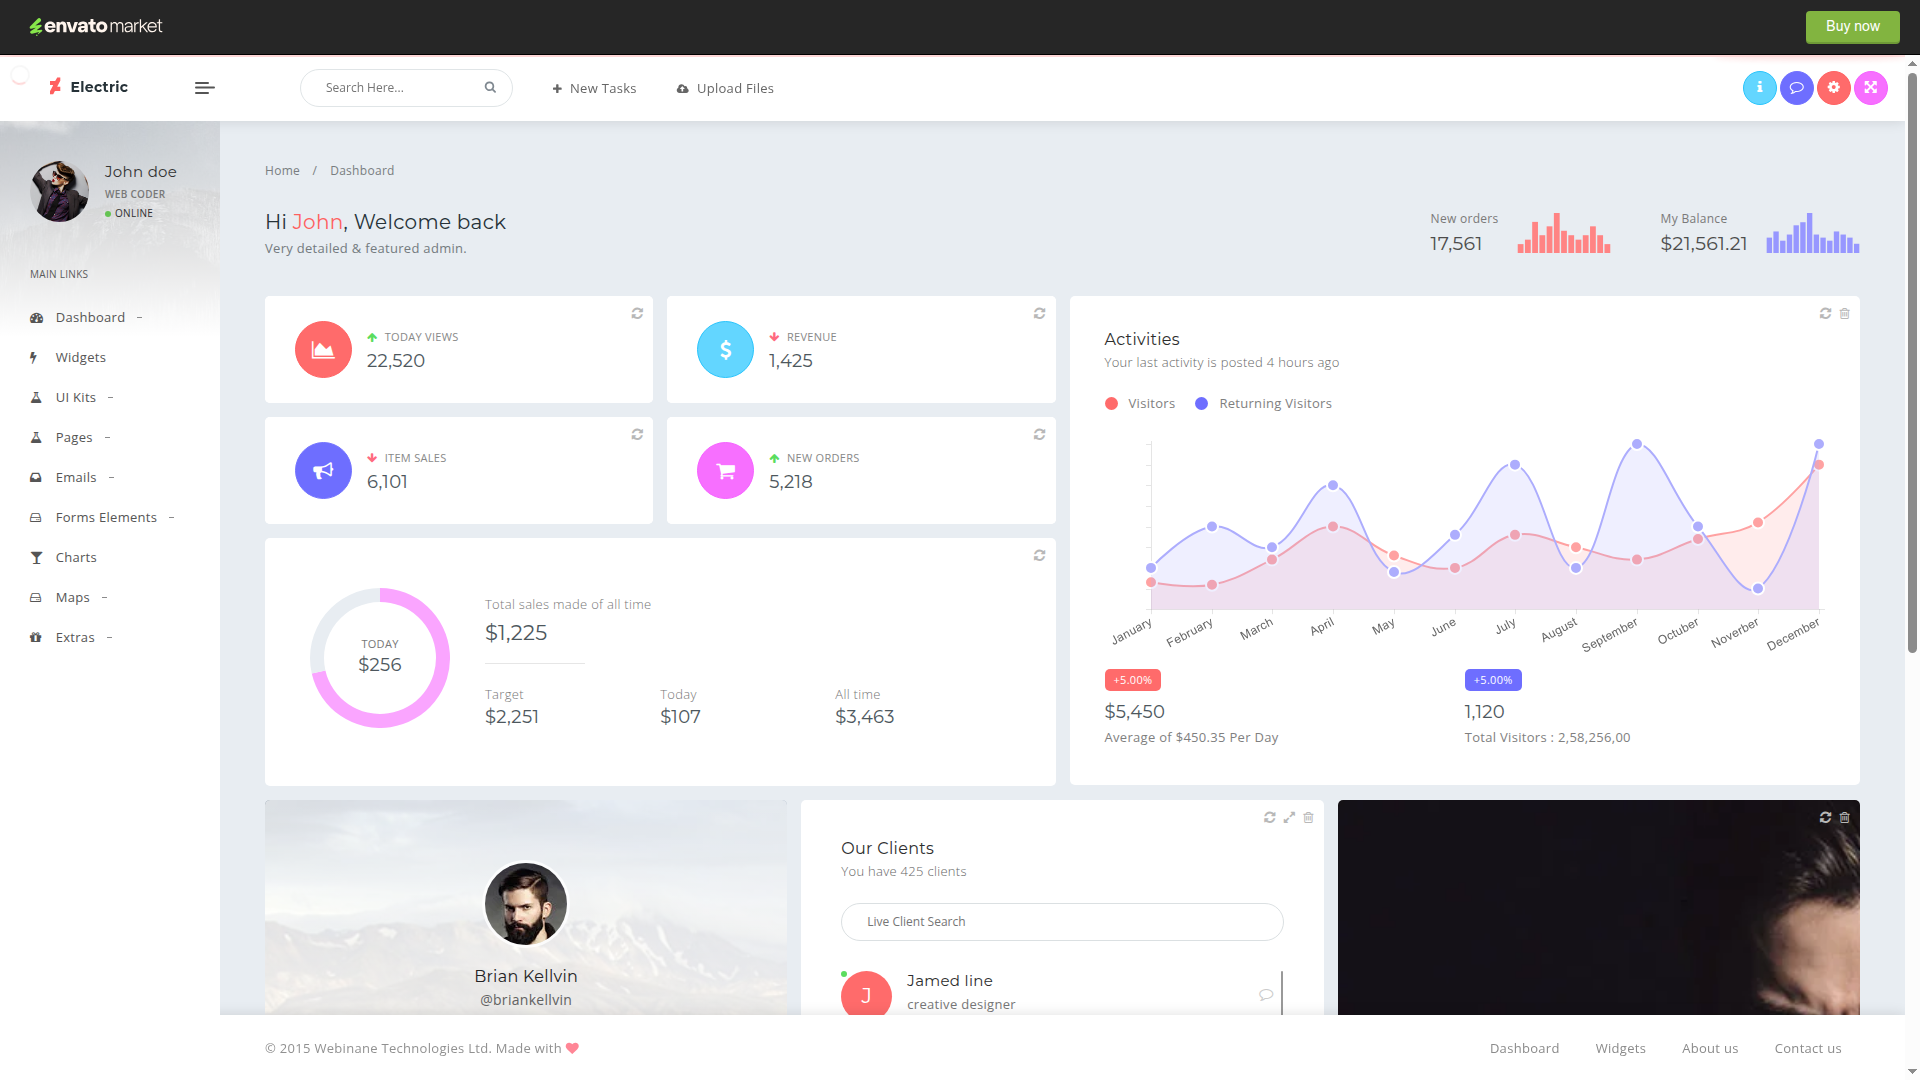 envato market
Buy now
Electric
Search Here...
New Tasks
Upload Files
John doe
WEB CODER
ONLINE
MAIN LINKS
Dashboard
Widgets
UI Kits
Pages
Emails
Forms Elements
Charts
Maps
Extras
Home / Dashboard
Hi John, Welcome back
Very detailed & featured admin.
New orders
17,561
My Balance
$21,561.21
TODAY VIEWS
22,520
REVENUE
1,425
ITEM SALES
6,101
NEW ORDERS
5,218
TODAY
$256
Total sales made of all time
$1,225
Target
$2,251
Today
$107
All time
$3,463
Activities
Your last activity is posted 4 hours ago
Visitors
Returning Visitors
January
February
March
April
May
June
July
August
September
Octuber
Noverber
December
+5.00%
$5,450
Average of $450.35 Per Day
+5.00%
1,120
Total Visitors : 2,58,256,00
Brian Kellvin
@briankellvin
Our Clients
You have 425 clients
Live Client Search
J
Jamed line
creative designer
© 2015 Webinane Technologies Ltd. Made with
Dashboard
Widgets
About us
Contact us